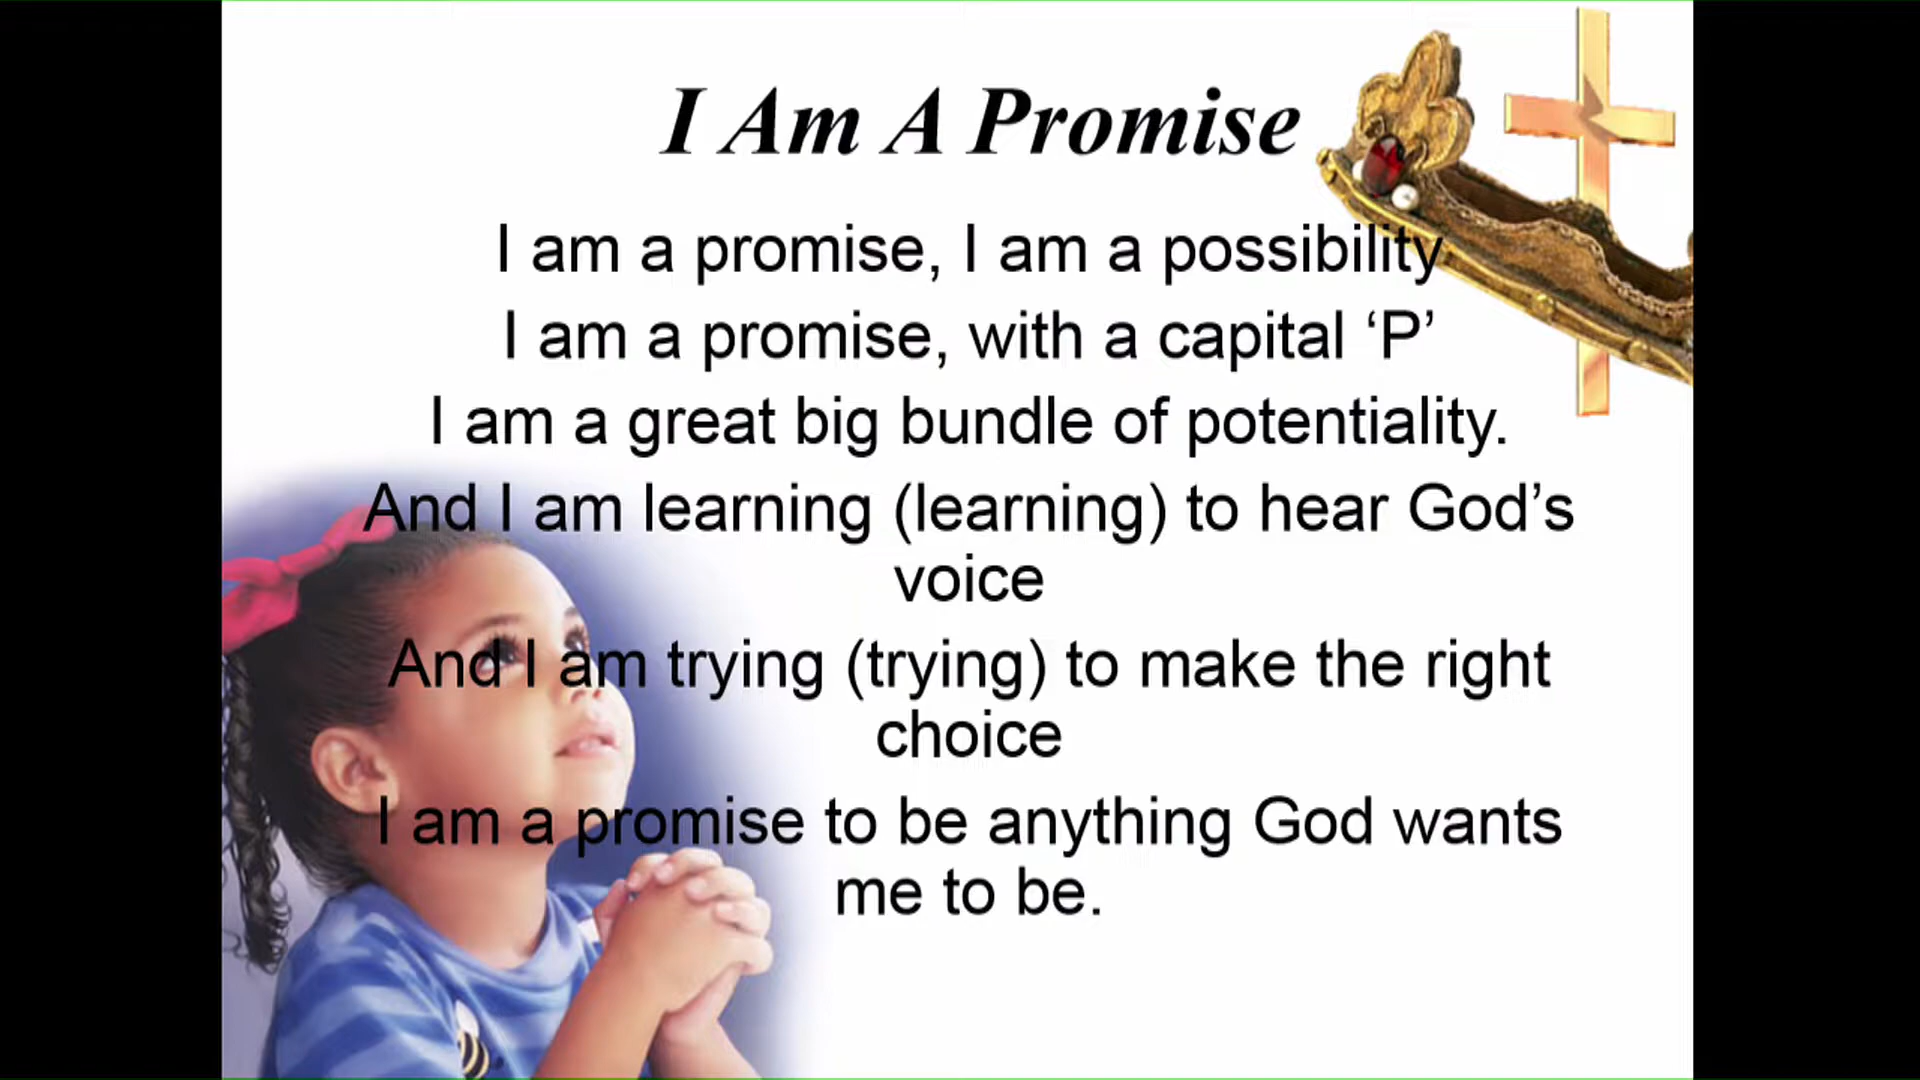 I Am A Promise
I am a promise, I am a possibility
I am a promise, with a capital ‘P’
I am a great big bundle of potentiality.
And I am learning (learning) to hear God’s
voice
And I am trying (trying) to make the right
choice
I am a promise to be anything God wants
me to be.